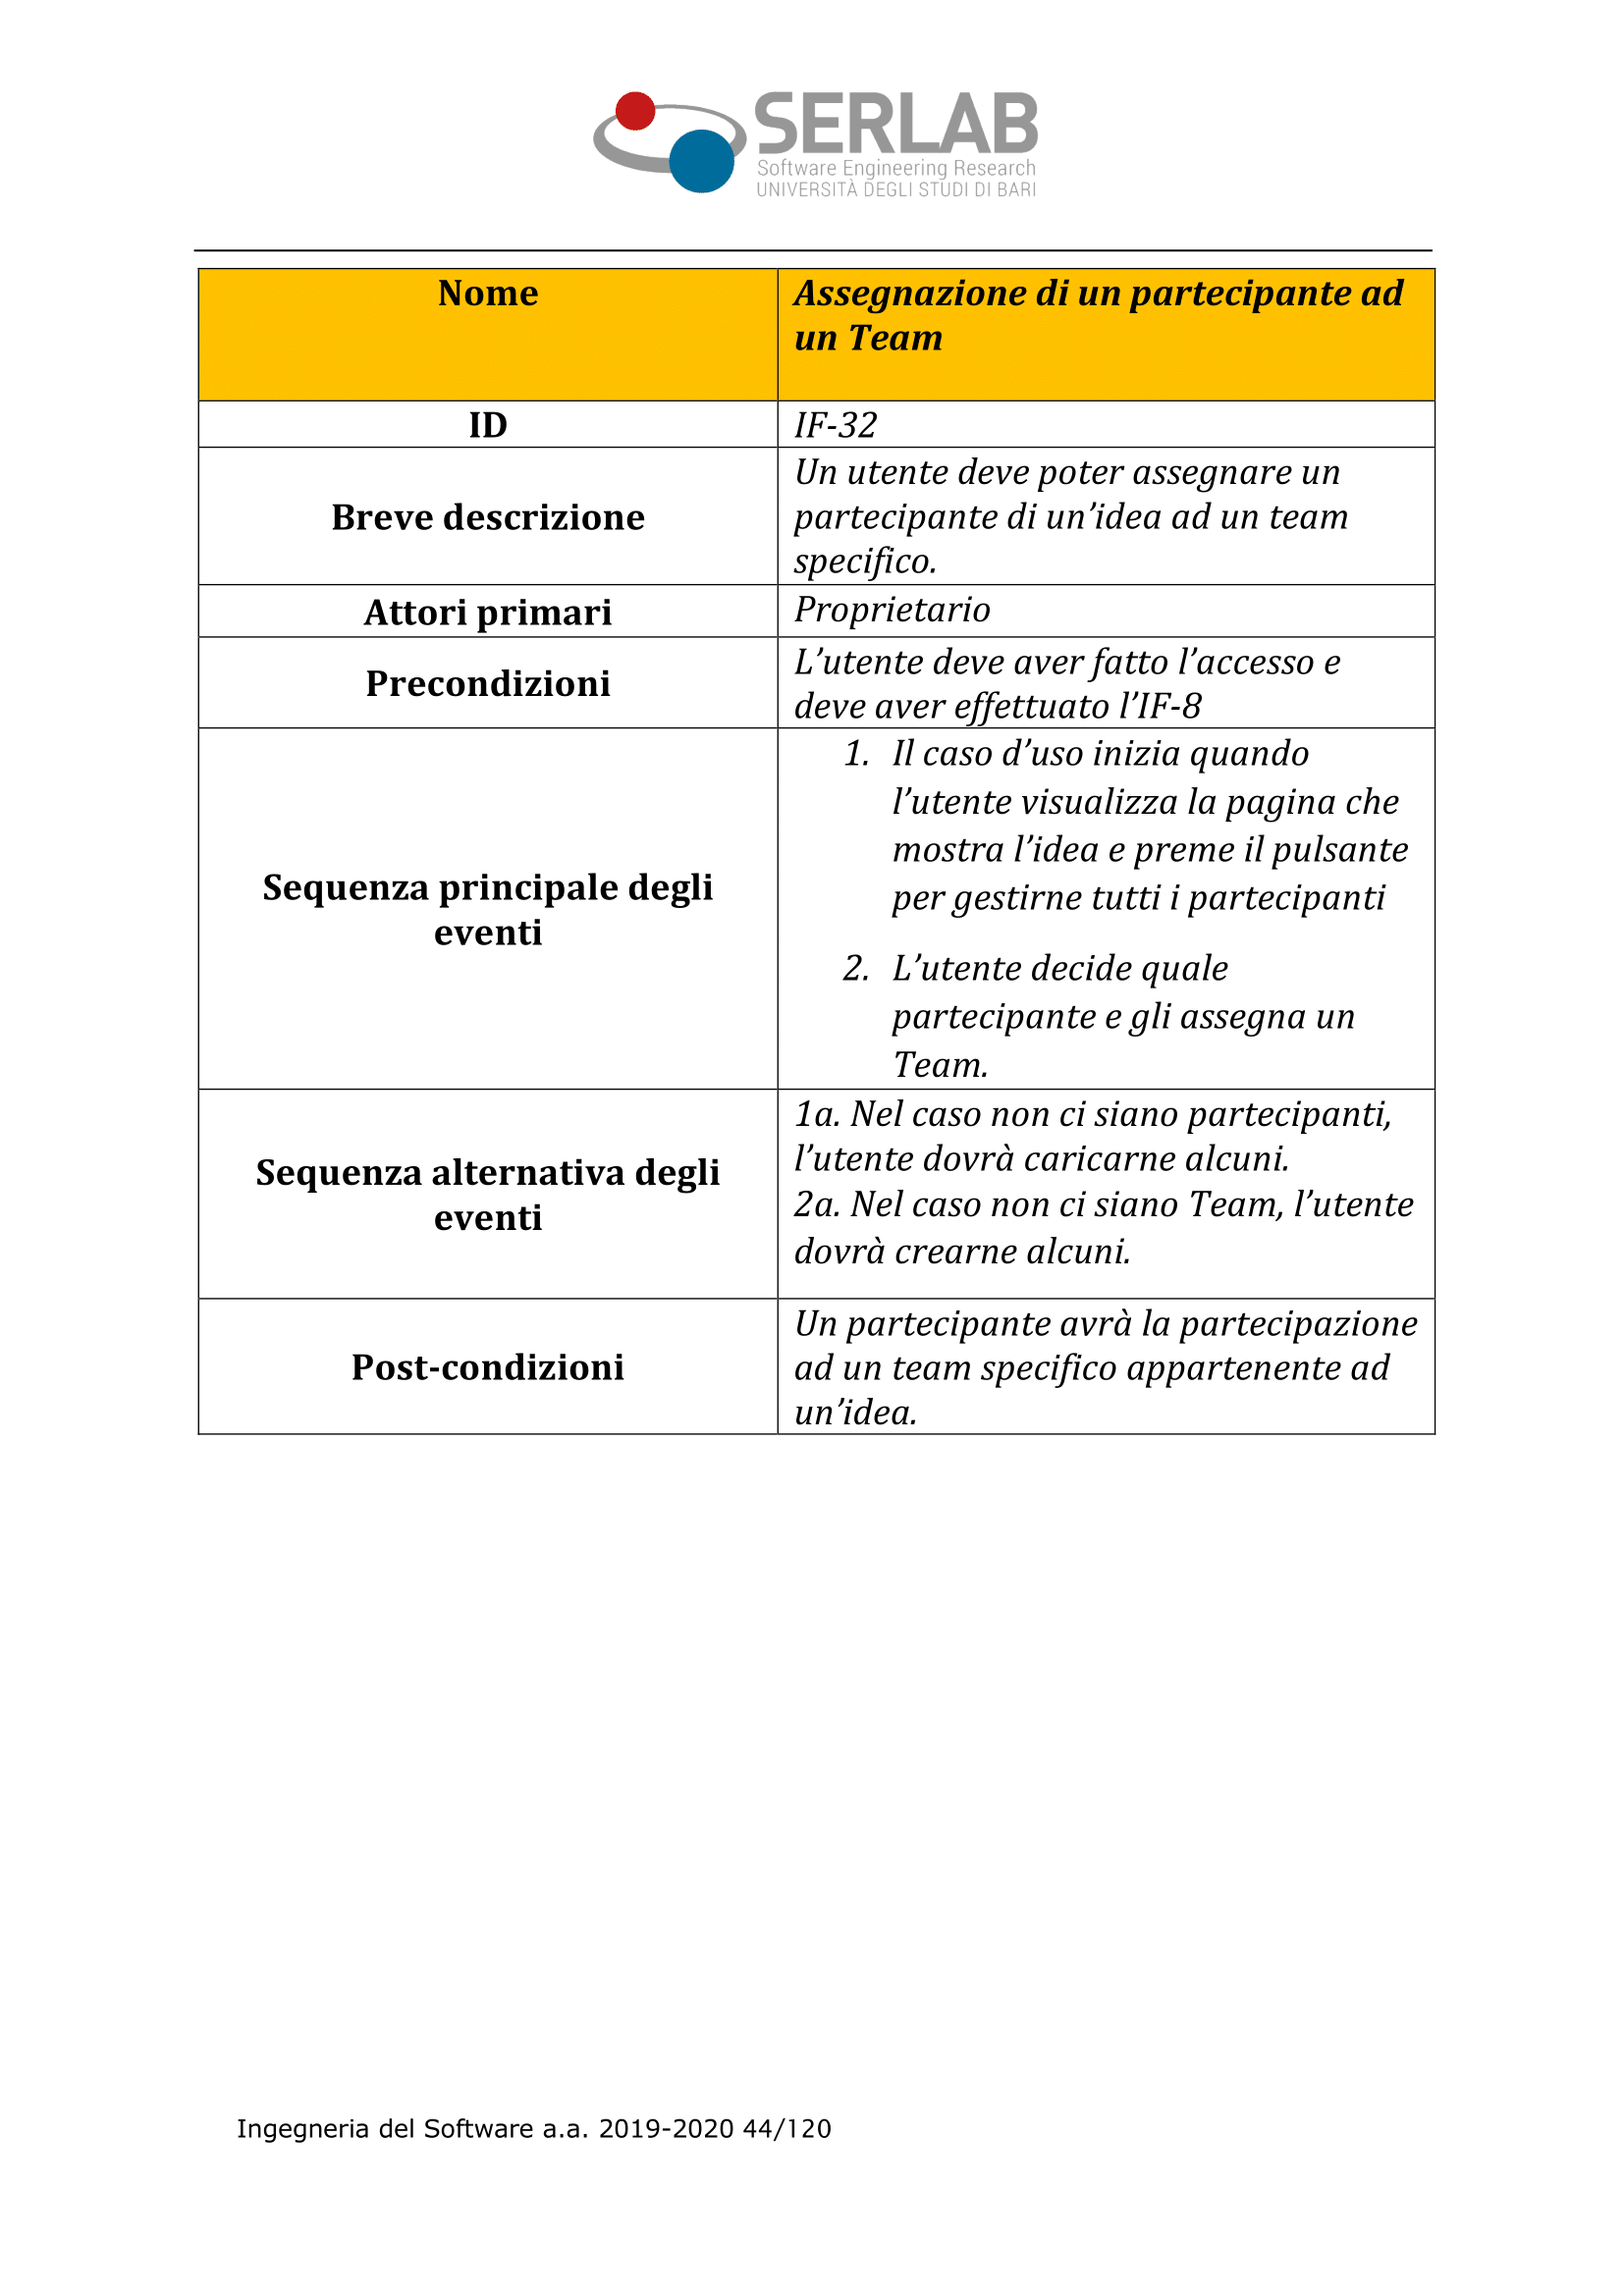 SERLAB
Software Engineering Research
UNIVERSITÀ DEGLI STUDI DI BARI
Nome
Assegnazione di un partecipante ad
un Team
ID
IF-32
Breve descrizione
Un utente deve poter assegnare un
partecipante di un’idea ad un team
specifico.
Attori primari
Proprietario
Precondizioni
L’utente deve aver fatto l’accesso e
deve aver effettuato l’IF-8
Sequenza principale degli
eventi
1. Il caso d’uso inizia quando
l’utente visualizza la pagina che
mostra l’idea e preme il pulsante
per gestirne tutti i partecipanti
2. L’utente decide quale
partecipante e gli assegna un
Team.
Sequenza alternativa degli
eventi
1a. Nel caso non ci siano partecipanti,
l’utente dovrà caricarne alcuni.
2a. Nel caso non ci siano Team, l’utente
dovrà crearne alcuni.
Post-condizioni
Un partecipante avrà la partecipazione
ad un team specifico appartenente ad
un’idea.
Ingegneria del Software a.a. 2019-2020 44/120